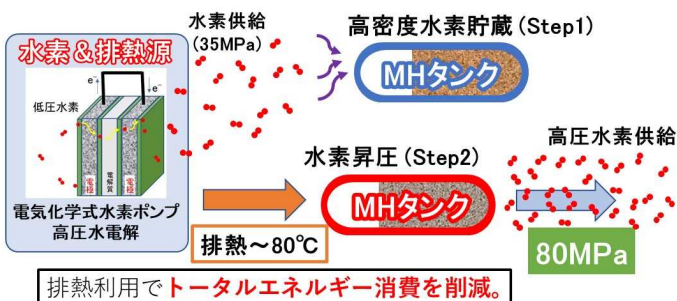 水素&排熱源
e⁻
e⁻
低圧水素
電極
電解質
電極
電気化学式水素ポンプ
高圧水電解
水素供給
(35MPa)
高密度水素貯蔵(Step1)
MHタンク
水素昇圧(Step2)
MHタンク
排熱～80℃
高圧水素供給
80MPa
排熱利用でトータルエネルギー消費を削減。